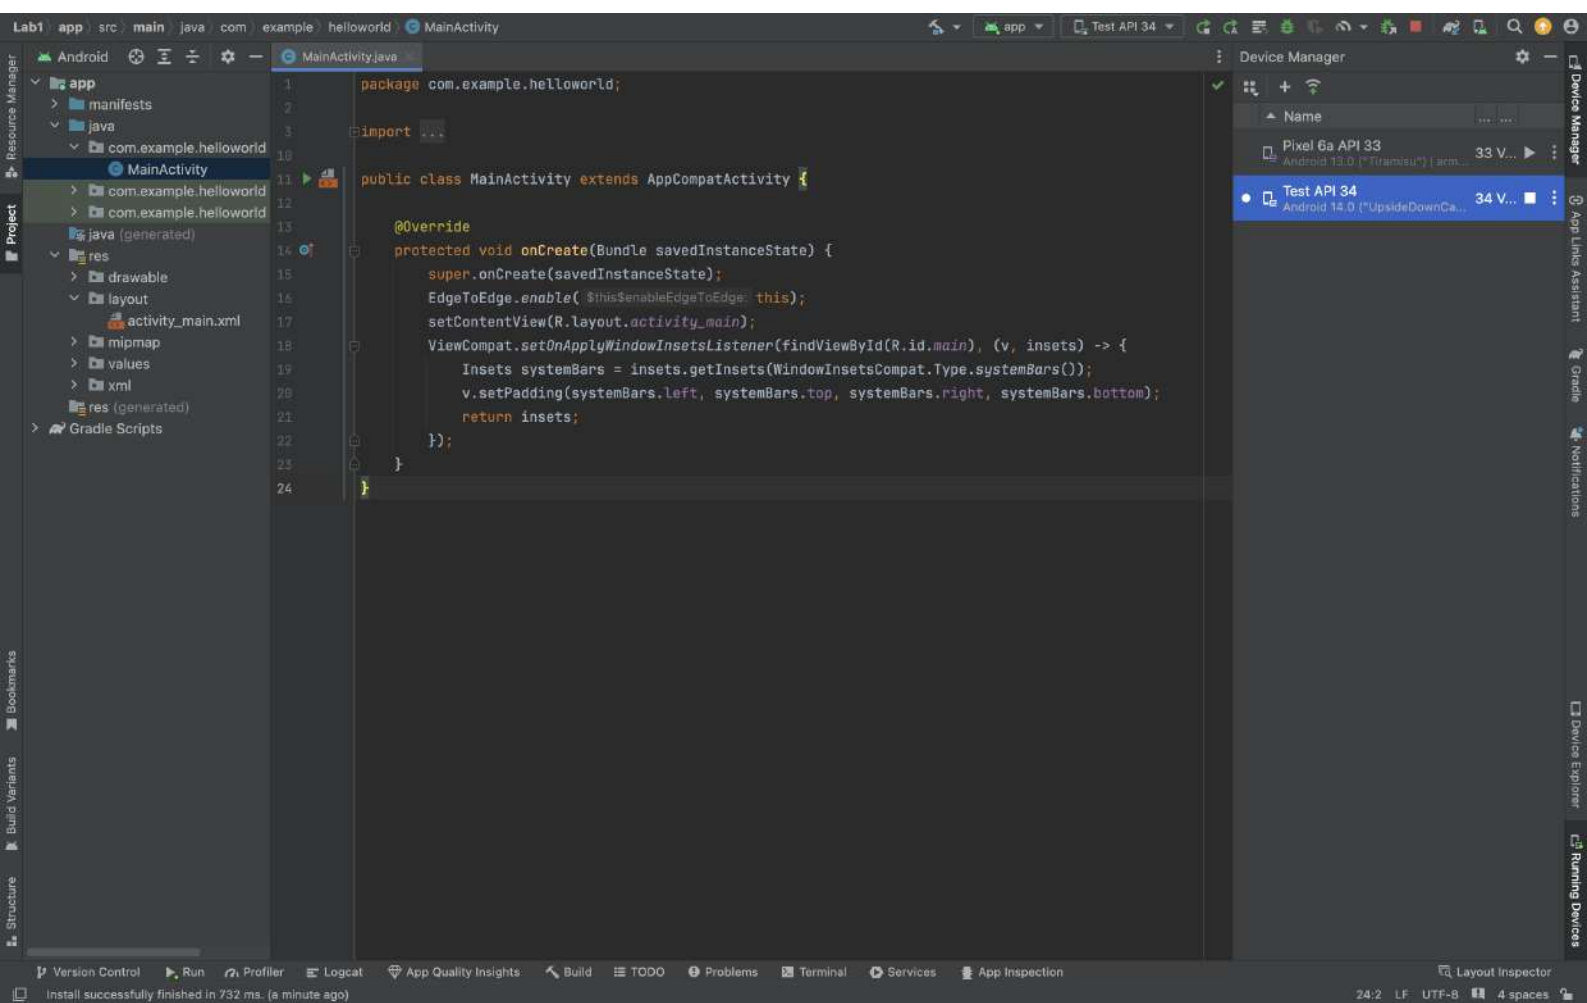 Lab1 app src main java com example helloworld MainActivity
app Test API 34
Android
MainActivity.java
Device Manager
Resource Manager
Project
Bookmarks
Build Variants
Structure
app
manifests
java
com.example.helloworld
MainActivity
com.example.helloworld
com.example.helloworld
java (generated)
res
drawable
layout
activity_main.xml
mipmap
values
xml
res (generated)
Gradle Scripts
1 package com.example.helloworld;
2
3 import ...
10
11 public class MainActivity extends AppCompatActivity {
12
13 @Override
14 protected void onCreate(Bundle savedInstanceState) {
15 super.onCreate(savedInstanceState);
16 EdgeToEdge.enable( $this$enableEdgeToEdge: this);
17 setContentView(R.layout.activity_main);
18 ViewCompat.setOnApplyWindowInsetsListener(findViewById(R.id.main), (v, insets) -> {
19 Insets systemBars = insets.getInsets(WindowInsetsCompat.Type.systemBars());
20 v.setPadding(systemBars.left, systemBars.top, systemBars.right, systemBars.bottom);
21 return insets;
22 });
23 }
24 }
Name ... ...
Pixel 6a API 33
Android 13.0 ("Tiramisu") | arm...
33 V...
Test API 34
Android 14.0 ("UpsideDownCa...
34 V...
Device Manager
App Links Assistant
Gradle
Notifications
Device Explorer
Running Devices
Version Control Run Profiler Logcat App Quality Insights Build TODO Problems Terminal Services App Inspection Layout Inspector
Install successfully finished in 732 ms. (a minute ago) 24:2 LF UTF-8 4 spaces